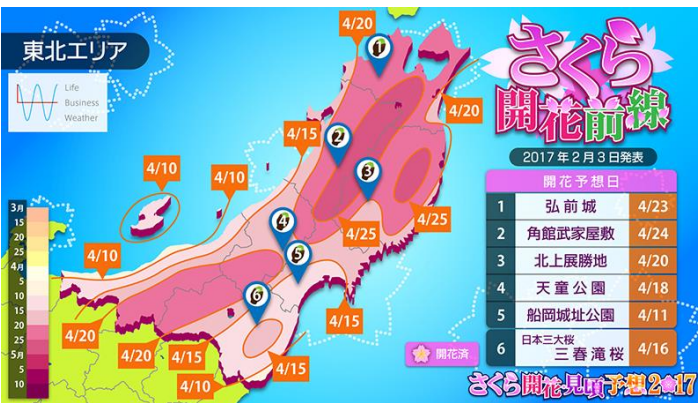 東北エリア
Life
Business
Weather
さくら
開花前線
2017年2月3日発表
開花予想日
1 弘前城 4/23
2 角館武家屋敷 4/24
3 北上展勝地 4/20
4 天童公園 4/18
5 船岡城址公園 4/11
6 日本三大桜
三春滝桜 4/16
4/20
1
4/20
4/15
2
4/10
4/10
3
4/25
4/25
4
4/10
5
6
4/15
4/20
4/20
4/15
4/15
4/10
3月
15
20
25
4月
5
10
15
20
25
5月
5
10
開花済
さくら開花・見頃予想2017